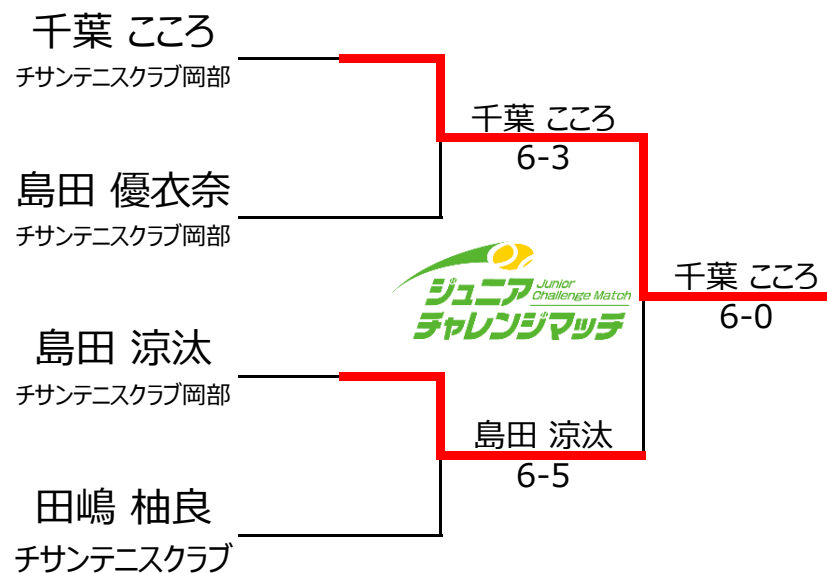 千葉 こころ
チサンテニスクラブ岡部
千葉 こころ
6-3
島田 優衣奈
チサンテニスクラブ岡部
ジュニア
Junior
Challenge Match
チャレンジマッチ
千葉 こころ
6-0
島田 涼汰
チサンテニスクラブ岡部
島田 涼汰
6-5
田嶋 柚良
チサンテニスクラブ